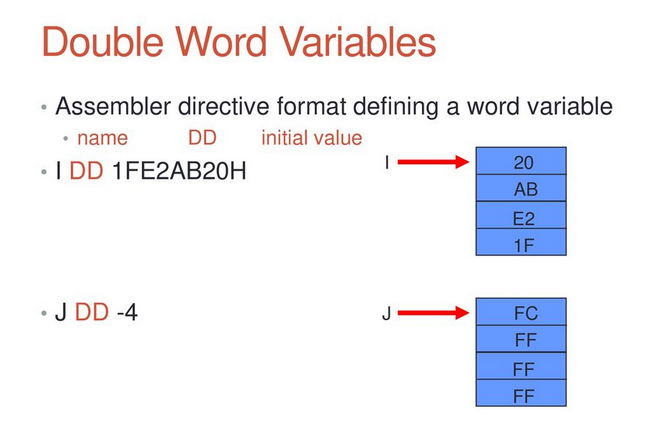 Double Word Variables
• Assembler directive format defining a word variable
• name DD initial value
• I DD 1FE2AB20H
I
20
AB
E2
1F
• J DD -4
J
FC
FF
FF
FF